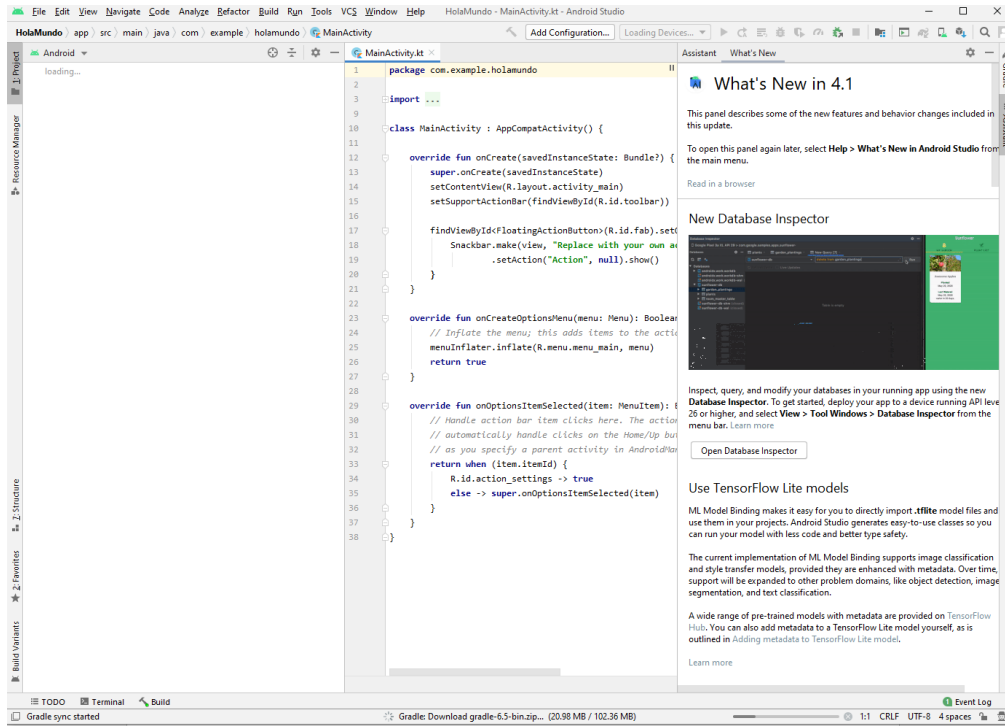 File Edit View Navigate Code Analyze Refactor Build Run Tools VCS Window Help HolaMundo - MainActivity.kt - Android Studio
HolaMundo app src main java com example holamundo MainActivity Add Configuration... Loading Devices...
1: Project
Resource Manager
Z: Structure
2: Favorites
Build Variants
Android
loading...
MainActivity.kt
1 package com.example.holamundo
2
3 import ...
9
10 class MainActivity : AppCompatActivity() {
11
12 override fun onCreate(savedInstanceState: Bundle?) {
13 super.onCreate(savedInstanceState)
14 setContentView(R.layout.activity_main)
15 setSupportActionBar(findViewById(R.id.toolbar))
16
17 findViewById<FloatingActionButton>(R.id.fab).setO
18 Snackbar.make(view, "Replace with your own ac
19 .setAction("Action", null).show()
20 }
21 }
22
23 override fun onCreateOptionsMenu(menu: Menu): Boolean
24 // Inflate the menu; this adds items to the actio
25 menuInflater.inflate(R.menu.menu_main, menu)
26 return true
27 }
28
29 override fun onOptionsItemSelected(item: MenuItem): B
30 // Handle action bar item clicks here. The action
31 // automatically handle clicks on the Home/Up but
32 // as you specify a parent activity in AndroidMan
33 return when (item.itemId) {
34 R.id.action_settings -> true
35 else -> super.onOptionsItemSelected(item)
36 }
37 }
38 }
Assistant What's New
What's New in 4.1
This panel describes some of the new features and behavior changes included in
this update.
To open this panel again later, select Help > What's New in Android Studio from
the main menu.
Read in a browser
New Database Inspector
Inspect, query, and modify your databases in your running app using the new
Database Inspector. To get started, deploy your app to a device running API leve
26 or higher, and select View > Tool Windows > Database Inspector from the
menu bar. Learn more
Open Database Inspector
Use TensorFlow Lite models
ML Model Binding makes it easy for you to directly import .tflite model files and
use them in your projects. Android Studio generates easy-to-use classes so you
can run your model with less code and better type safety.
The current implementation of ML Model Binding supports image classification
and style transfer models, provided they are enhanced with metadata. Over time,
support will be expanded to other problem domains, like object detection, image
segmentation, and text classification.
A wide range of pre-trained models with metadata are provided on TensorFlow
Hub. You can also add metadata to a TensorFlow Lite model yourself, as is
outlined in Adding metadata to TensorFlow Lite model.
Learn more
TODO Terminal Build 1 Event Log
Gradle sync started Gradle: Download gradle-6.5-bin.zip... (20.98 MB / 102.36 MB) 1:1 CRLF UTF-8 4 spaces